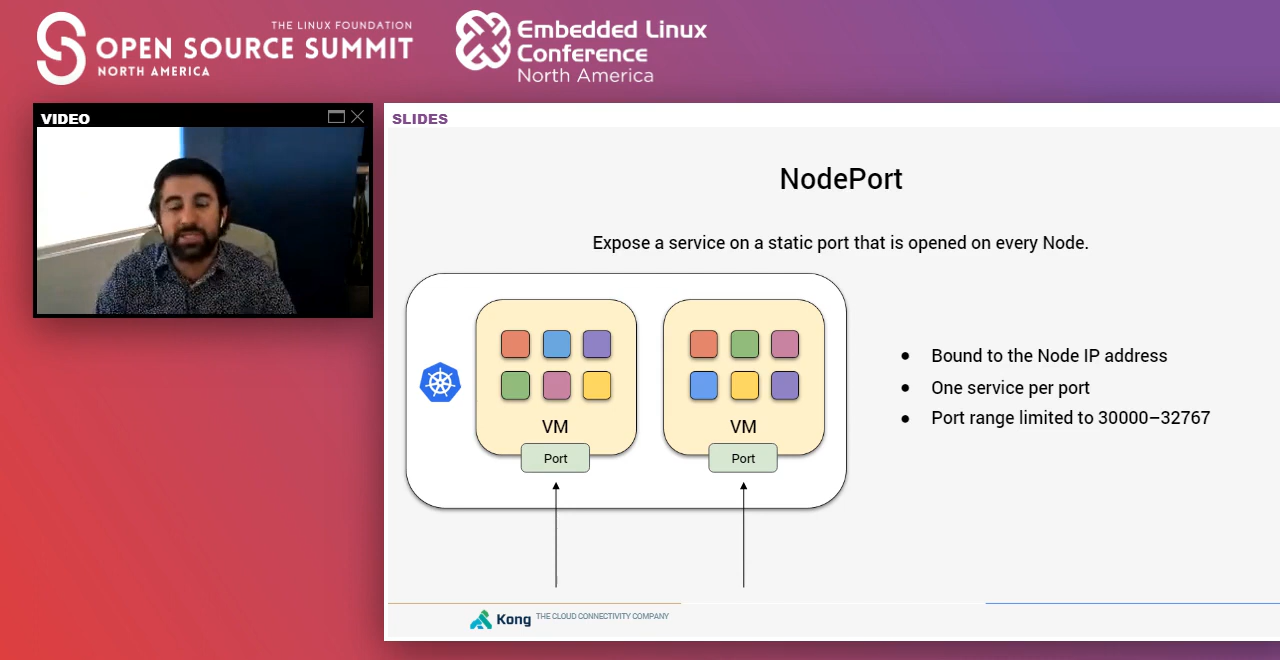 THE LINUX FOUNDATION
OPEN SOURCE SUMMIT
NORTH AMERICA
Embedded Linux
Conference
North America
VIDEO
SLIDES
NodePort
Expose a service on a static port that is opened on every Node.
VM
Port
VM
Port
Bound to the Node IP address
One service per port
Port range limited to 30000–32767
Kong THE CLOUD CONNECTIVITY COMPANY